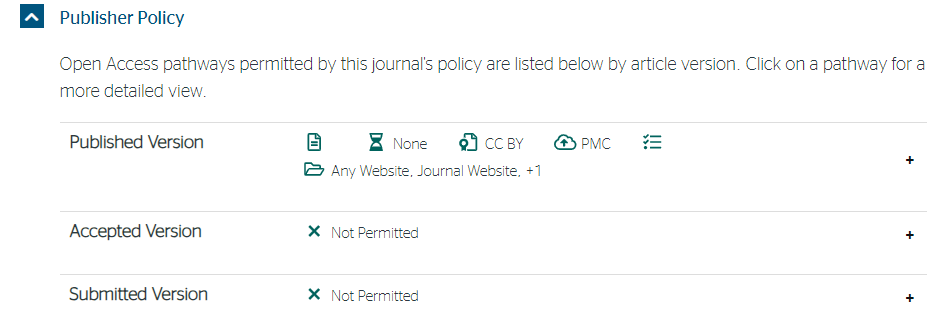 Publisher Policy
Open Access pathways permitted by this journal's policy are listed below by article version. Click on a pathway for a
more detailed view.
Published Version None CC BY PMC
Any Website, Journal Website, +1
+
Accepted Version Not Permitted +
Submitted Version Not Permitted +